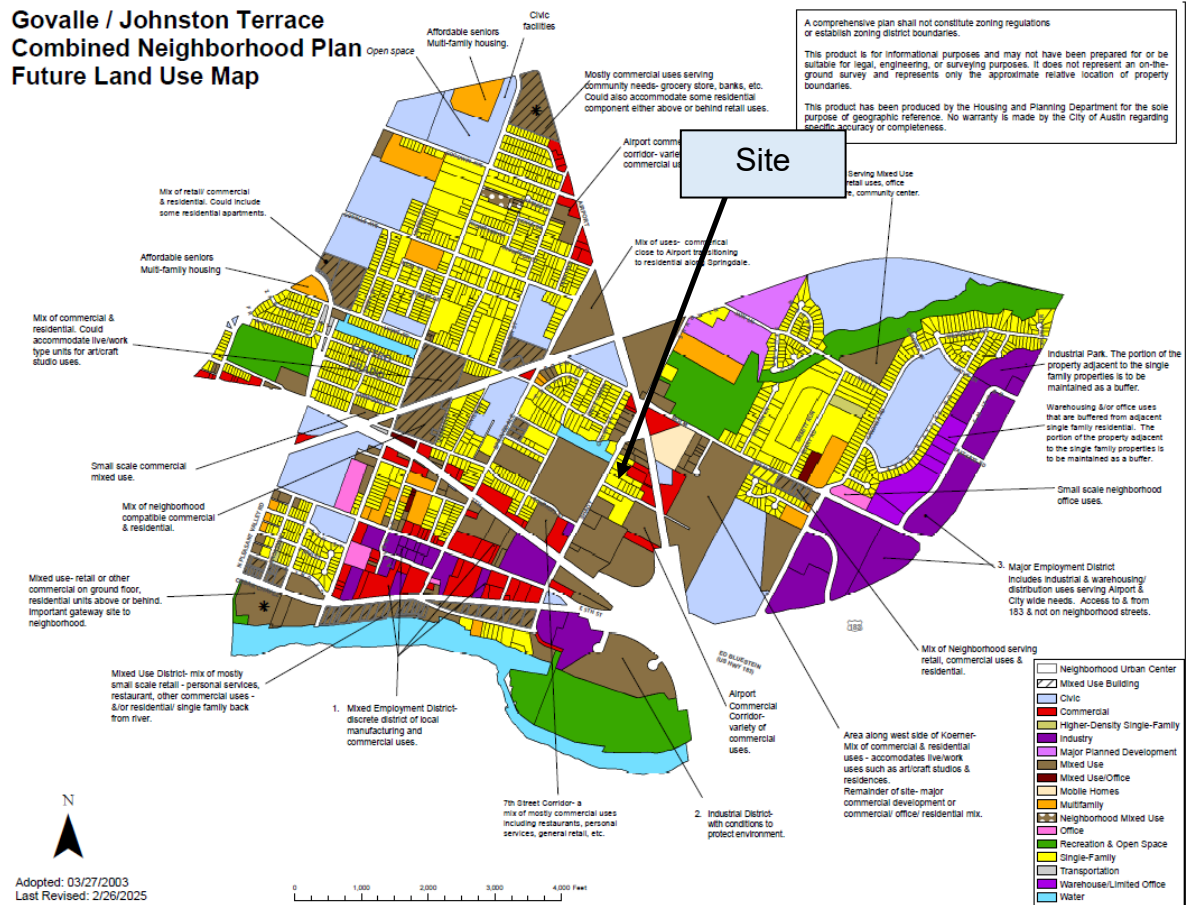 Govalle / Johnston Terrace
Combined Neighborhood Plan
Future Land Use Map
Open space
Affordable seniors
Multi-family housing.
Civic
facilities
A comprehensive plan shall not constitute zoning regulations
or establish zoning district boundaries.
This product is for informational purposes and may not have been prepared for or be
suitable for legal, engineering, or surveying purposes. It does not represent an on-the-
ground survey and represents only the approximate relative location of property
boundaries.
This product has been produced by the Housing and Planning Department for the sole
purpose of geographic reference. No warranty is made by the City of Austin regarding
specific accuracy or completeness.
Mostly commercial uses serving
community needs- grocery store, banks, etc.
Could also accommodate some residential
component either above or behind retail uses.
Site
Airport
corridor-
commercial
Serving Mixed Use
retail uses, office
community center.
Mix of retail/ commercial
& residential. Could include
some residential apartments.
AIRPORT
Mix of uses- commerical
close to Airport transitioning
to residential along Springdale.
Affordable seniors
Multi-family housing
Mix of commercial &
residential. Could
accommodate live/work
type units for art/craft
studio uses.
Industrial Park. The portion of the
property adjacent to the single
family properties is to be
maintained as a buffer.
Warehousing &/or office uses
that are buffered from adjacent
single family residential. The
portion of the property adjacent
to the single family properties is
to be maintained as a buffer.
Small scale commercial
mixed use.
Small scale neighborhood
office uses.
Mix of neighborhood
compatible commercial
& residential.
N PLEASANT VALLEY RD
3. Major Employment District
Includes industrial & warehousing/
distribution uses serving Airport &
City wide needs. Access to & from
183 & not on neighborhood streets.
Mixed use- retail or other
commercial on ground floor,
residential units above or behind.
Important gateway site to
neighborhood.
E 5TH ST
183
Mix of Neighborhood serving
retail, commercial uses &
residential.
ED BLUESTEIN
(US HWY 183)
Mixed Use District- mix of mostly
small scale retail - personal services,
restaurant, other commercial uses -
&/or residential/ single family back
from river.
1. Mixed Employment District-
discrete district of local
manufacturing and
commercial uses.
Airport
Commercial
Corridor-
variety of
commercial
uses.
Area along west side of Koerner-
Mix of commercial & residential
uses - accomodates live/work
uses such as art/craft studios &
residences.
Remainder of site- major
commercial development or
commercial/ office/ residential mix.
7th Street Corridor- a
mix of mostly commercial uses
including restaurants, personal
services, general retail, etc.
2. Industrial District-
with conditions to
protect environment.
Neighborhood Urban Center
Mixed Use Building
Civic
Commercial
Higher-Density Single-Family
Industry
Major Planned Development
Mixed Use
Mixed Use/Office
Mobile Homes
Multifamily
Neighborhood Mixed Use
Office
Recreation & Open Space
Single-Family
Transportation
Warehouse/Limited Office
Water
N
Adopted: 03/27/2003
Last Revised: 2/26/2025
0 500 1,000 2,000 3,000 4,000 Feet